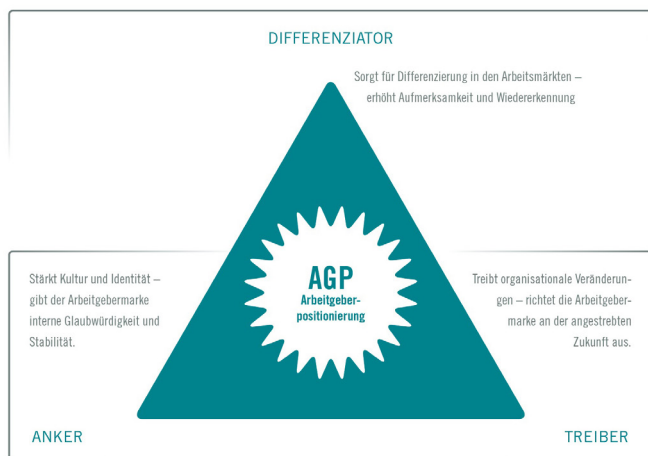 DIFFERENZIATOR
Sorgt für Differenzierung in den Arbeitsmärkten –
erhöht Aufmerksamkeit und Wiedererkennung
Stärkt Kultur und Identität –
gibt der Arbeitgebermarke
interne Glaubwürdigkeit und
Stabilität.
AGP
Arbeitgeber-
positionierung
Treibt organisationale Veränderun-
gen – richtet die Arbeitgeber-
marke an der angestrebten
Zukunft aus.
ANKER
TREIBER